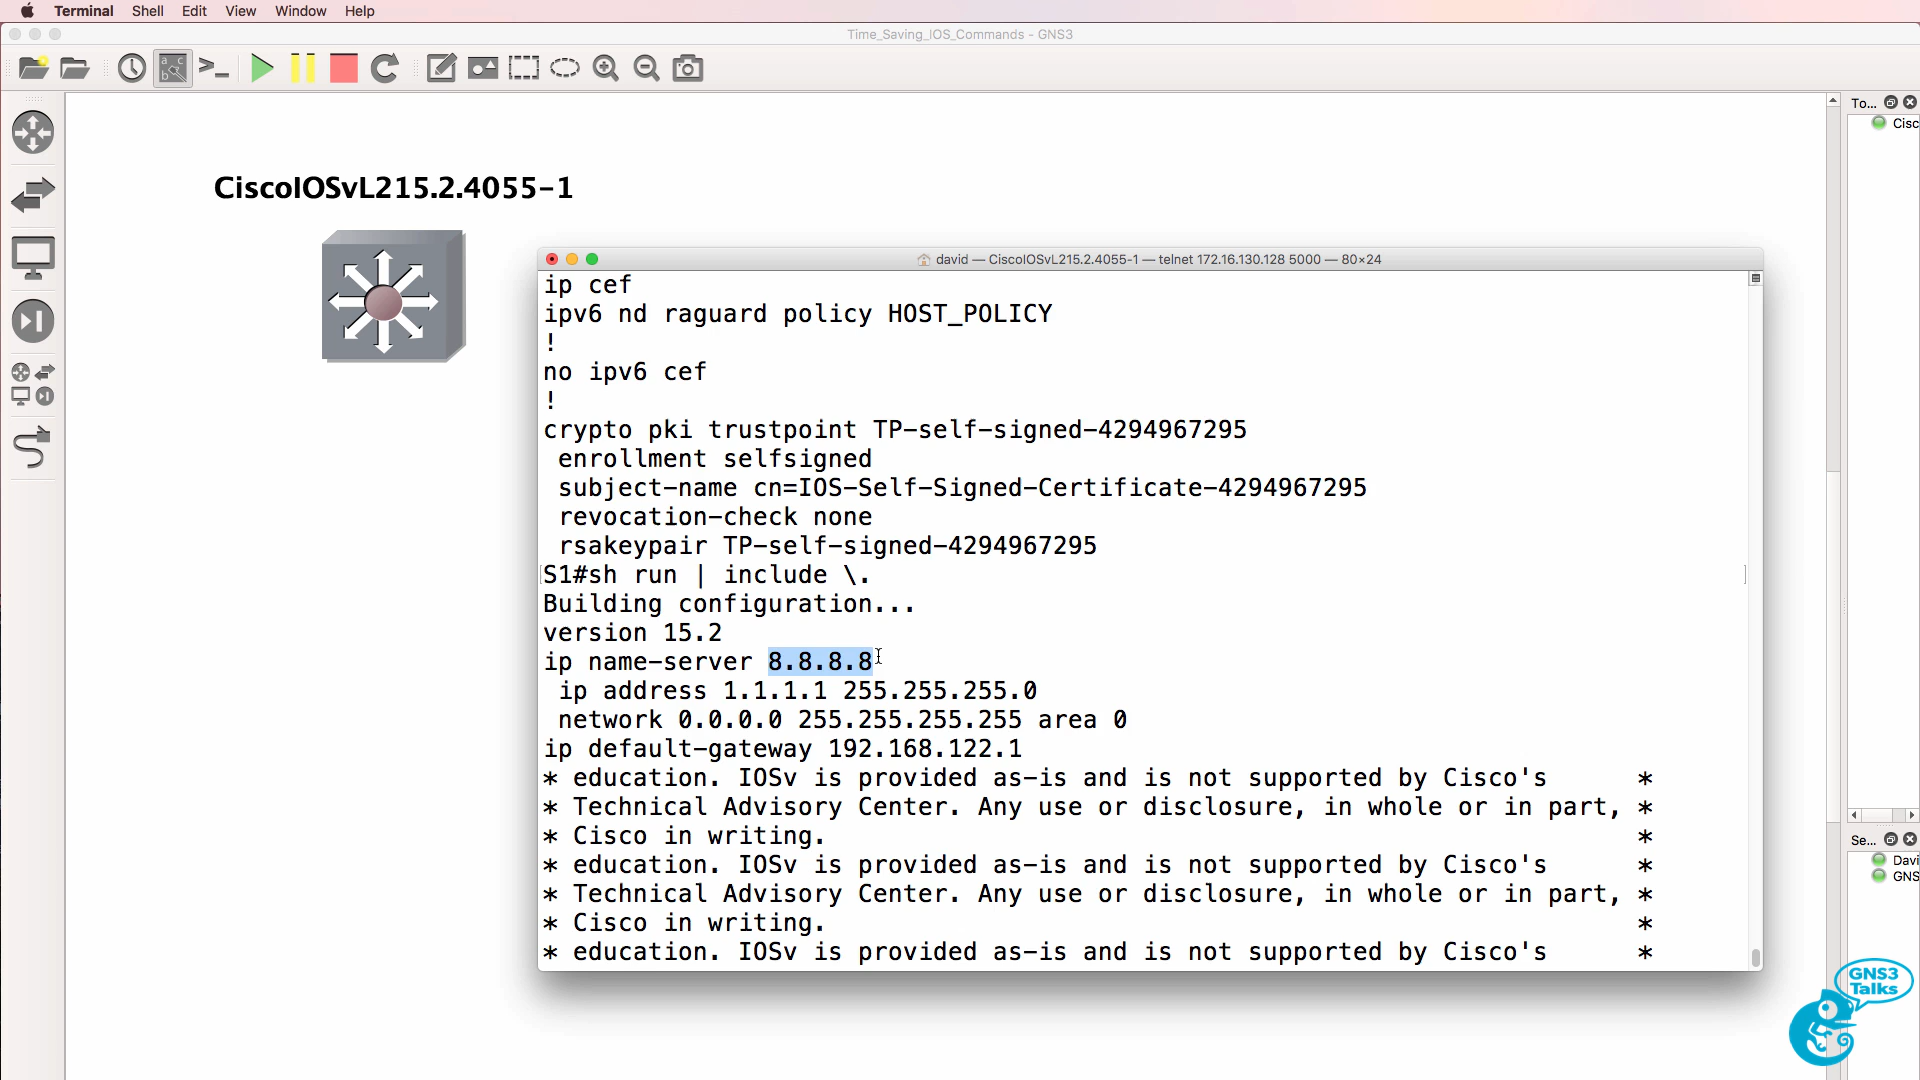 Terminal Shell Edit View Window Help
Time_Saving_IOS_Commands - GNS3
To...
Cisc
CiscoIOSvL215.2.4055-1
david — CiscoIOSvL215.2.4055-1 — telnet 172.16.130.128 5000 — 80×24
ip cef
ipv6 nd raguard policy HOST_POLICY
!
no ipv6 cef
!
crypto pki trustpoint TP-self-signed-4294967295
 enrollment selfsigned
 subject-name cn=IOS-Self-Signed-Certificate-4294967295
 revocation-check none
 rsakeypair TP-self-signed-4294967295
S1#sh run | include \.
Building configuration...
version 15.2
ip name-server 8.8.8.8
 ip address 1.1.1.1 255.255.255.0
 network 0.0.0.0 255.255.255.255 area 0
ip default-gateway 192.168.122.1
* education. IOSv is provided as-is and is not supported by Cisco's      *
* Technical Advisory Center. Any use or disclosure, in whole or in part, *
* Cisco in writing.                                                      *
* education. IOSv is provided as-is and is not supported by Cisco's      *
* Technical Advisory Center. Any use or disclosure, in whole or in part, *
* Cisco in writing.                                                      *
* education. IOSv is provided as-is and is not supported by Cisco's      *
Se...
Davi
GNS
GNS3
Talks